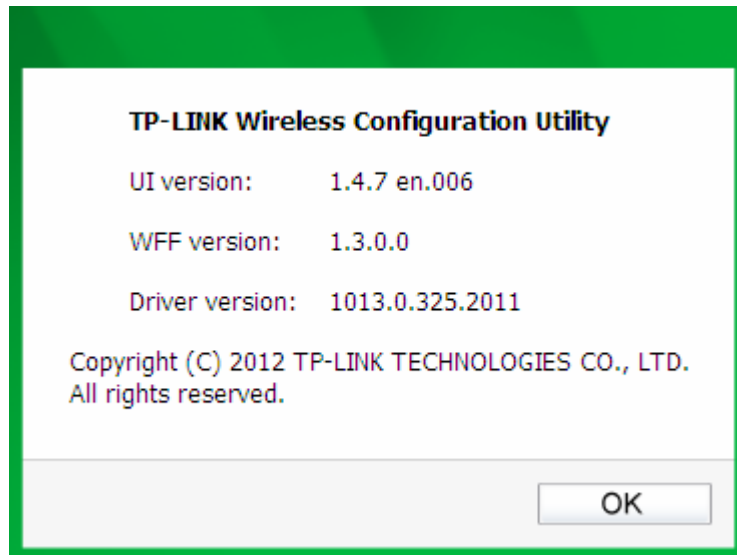 TP-LINK Wireless Configuration Utility
UI version: 1.4.7 en.006
WFF version: 1.3.0.0
Driver version: 1013.0.325.2011
Copyright (C) 2012 TP-LINK TECHNOLOGIES CO., LTD.
All rights reserved.
OK